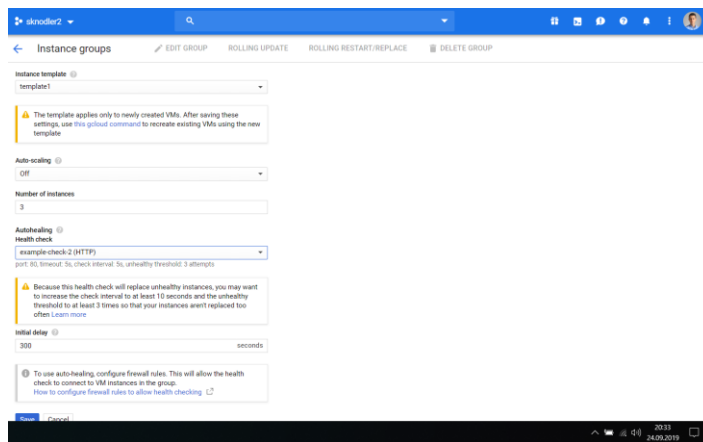 sknodler2
Instance groups
EDIT GROUP
ROLLING UPDATE
ROLLING RESTART/REPLACE
DELETE GROUP
Instance template
template1
The template applies only to newly created VMs. After saving these
settings, use this gcloud command to recreate existing VMs using the new
template
Auto-scaling
Off
Number of instances
3
Autohealing
Health check
example-check-2 (HTTP)
port: 80, timeout: 5s, check interval: 5s, unhealthy threshold: 3 attempts
Because this health check will replace unhealthy instances, you may want
to increase the check interval to at least 10 seconds and the unhealthy
threshold to at least 3 times so that your instances aren't replaced too
often Learn more
Initial delay
300 seconds
To use auto-healing, configure firewall rules. This will allow the health
check to connect to VM instances in the group.
How to configure firewall rules to allow health checking
Save Cancel
20:33
24.09.2019